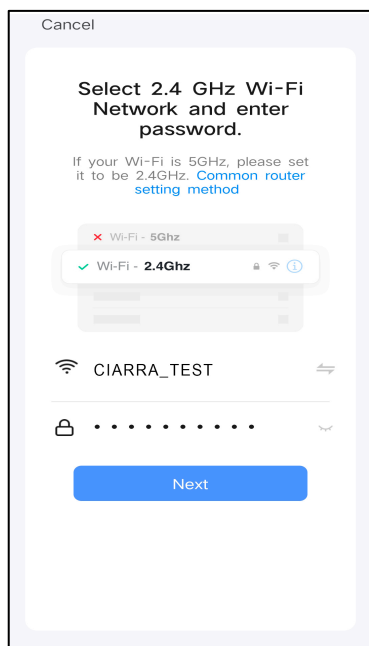 Cancel
Select 2.4 GHz Wi-Fi
Network and enter
password.
If your Wi-Fi is 5GHz, please set
it to be 2.4GHz. Common router
setting method
Wi-Fi - 5Ghz
Wi-Fi - 2.4Ghz
CIARRA_TEST
Next